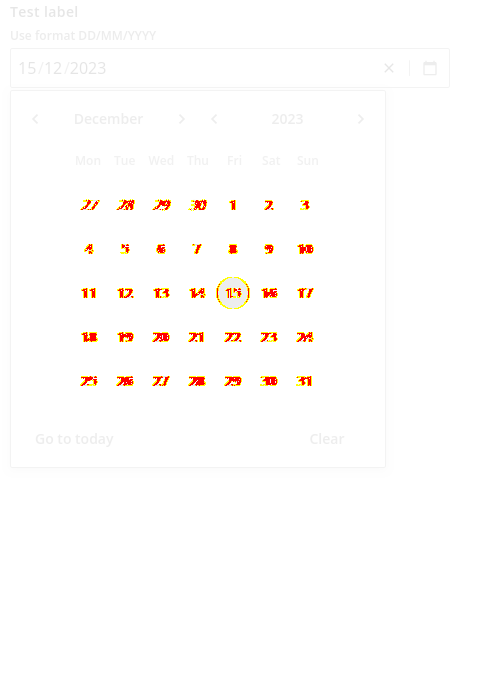 Test label
Use format DD/MM/YYYY
15/12/2023
December 2023
Mon Tue Wed Thu Fri Sat Sun
27 28 29 30 1 2 3
4 5 6 7 8 9 10
11 12 13 14 15 16 17
18 19 20 21 22 23 24
25 26 27 28 29 30 31
Go to today Clear